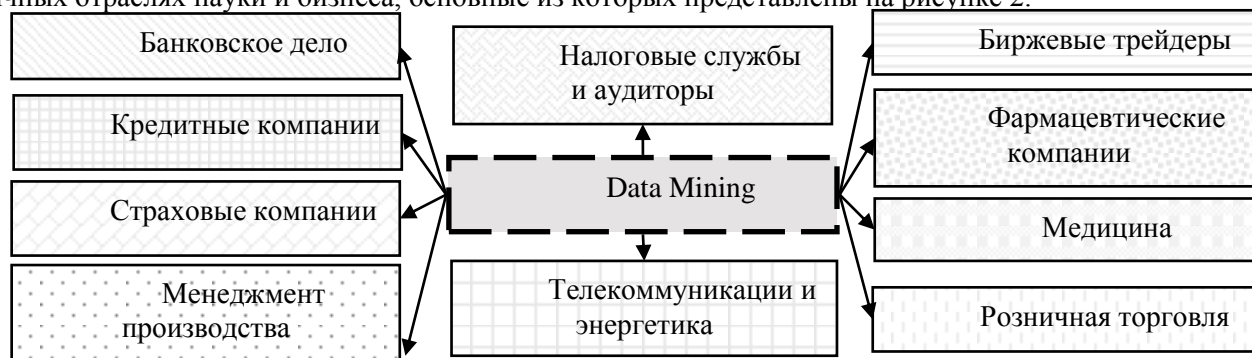 чных отраслях науки и бизнеса, основные из которых представлены на рисунке 2.
Банковское дело
Кредитные компании
Страховые компании
Менеджмент
производства
Налоговые службы
и аудиторы
Data Mining
Телекоммуникации и
энергетика
Биржевые трейдеры
Фармацевтические
компании
Медицина
Розничная торговля